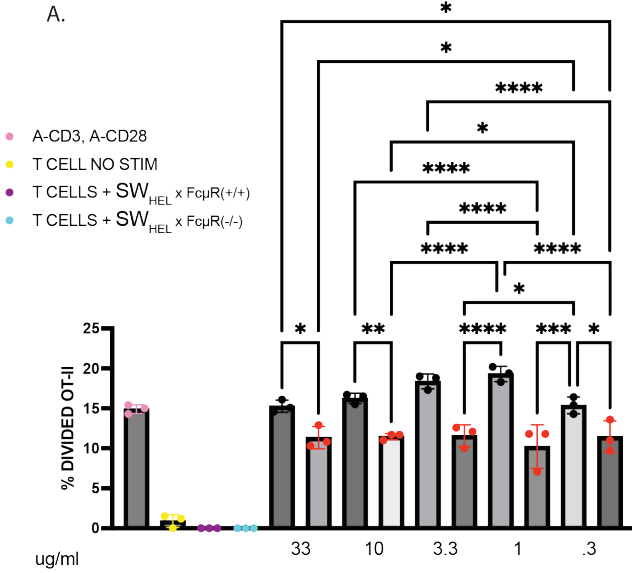 A.
*
*
****
*
****
****
**** ****
*
* ** **** *** *
A-CD3, A-CD28
T CELL NO STIM
T CELLS + SWHEL x FcμR(+/+)
T CELLS + SWHEL x FcμR(-/-)
% DIVIDED OT-II
25
20
15
10
5
0
33 10 3.3 1 .3
ug/ml